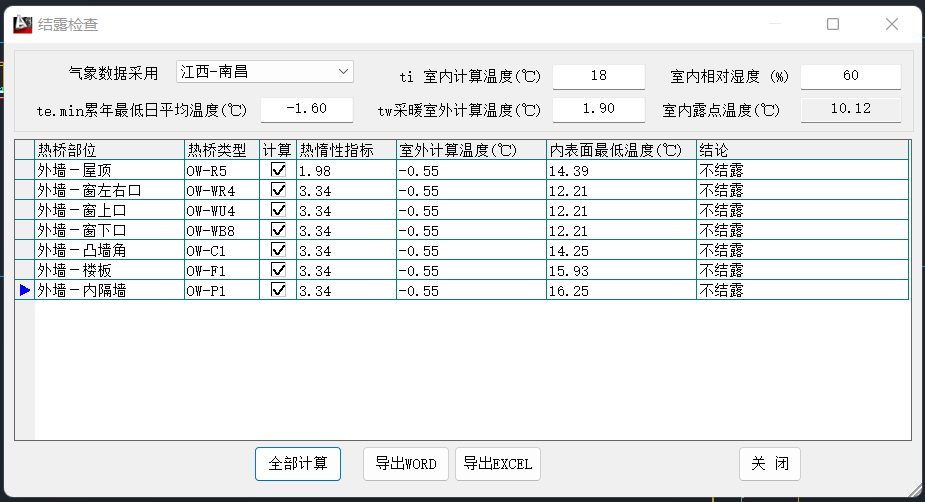 结露检查
气象数据采用 江西-南昌 ti 室内计算温度(℃) 18 室内相对湿度 (%) 60
te.min累年最低日平均温度(℃) -1.60 tw采暖室外计算温度(℃) 1.90 室内露点温度(℃) 10.12
热桥部位 热桥类型 计算 热惰性指标 室外计算温度(℃) 内表面最低温度(℃) 结论
外墙－屋顶 OW-R5 1.98 -0.55 14.39 不结露
外墙－窗左右口 OW-WR4 3.34 -0.55 12.21 不结露
外墙－窗上口 OW-WU4 3.34 -0.55 12.21 不结露
外墙－窗下口 OW-WB8 3.34 -0.55 12.21 不结露
外墙－凸墙角 OW-C1 3.34 -0.55 14.25 不结露
外墙－楼板 OW-F1 3.34 -0.55 15.93 不结露
外墙－内隔墙 OW-P1 3.34 -0.55 16.25 不结露
全部计算 导出WORD 导出EXCEL 关 闭